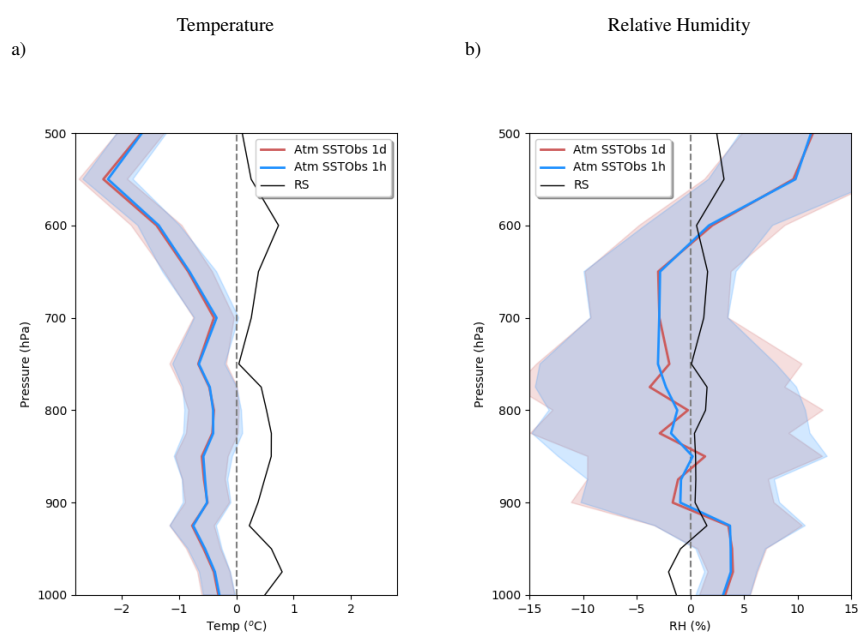 Temperature
Relative Humidity
a)
b)
500
600
700
800
900
1000
Pressure (hPa)
Atm SSTObs 1d
Atm SSTObs 1h
RS
−2
−1
0
1
2
Temp (°C)
500
600
700
800
900
1000
Pressure (hPa)
Atm SSTObs 1d
Atm SSTObs 1h
RS
−15
−10
−5
0
5
10
15
RH (%)